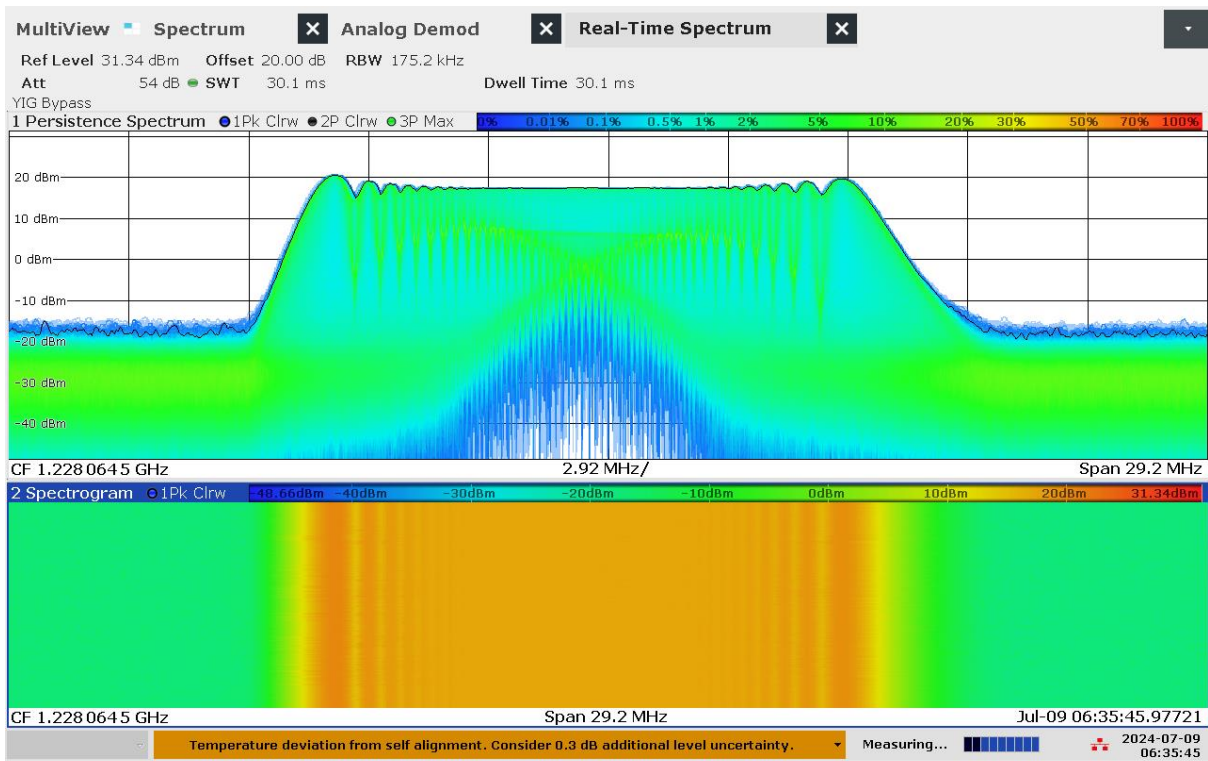 MultiView Spectrum X Analog Demod X Real-Time Spectrum X
Ref Level 31.34 dBm Offset 20.00 dB RBW 175.2 kHz
Att 54 dB SWT 30.1 ms Dwell Time 30.1 ms
YIG Bypass
1 Persistence Spectrum 1Pk Clrw 2P Clrw 3P Max 0% 0.01% 0.1% 0.5% 1% 2% 5% 10% 20% 30% 50% 70% 100%
20 dBm
10 dBm
0 dBm
-10 dBm
-20 dBm
-30 dBm
-40 dBm
CF 1.228 064 5 GHz 2.92 MHz/ Span 29.2 MHz
2 Spectrogram 1Pk Clrw -48.66dBm -40dBm -30dBm -20dBm -10dBm 0dBm 10dBm 20dBm 31.34dBm
CF 1.228 064 5 GHz Span 29.2 MHz Jul-09 06:35:45.97721
Temperature deviation from self alignment. Consider 0.3 dB additional level uncertainty. Measuring... 2024-07-09
06:35:45